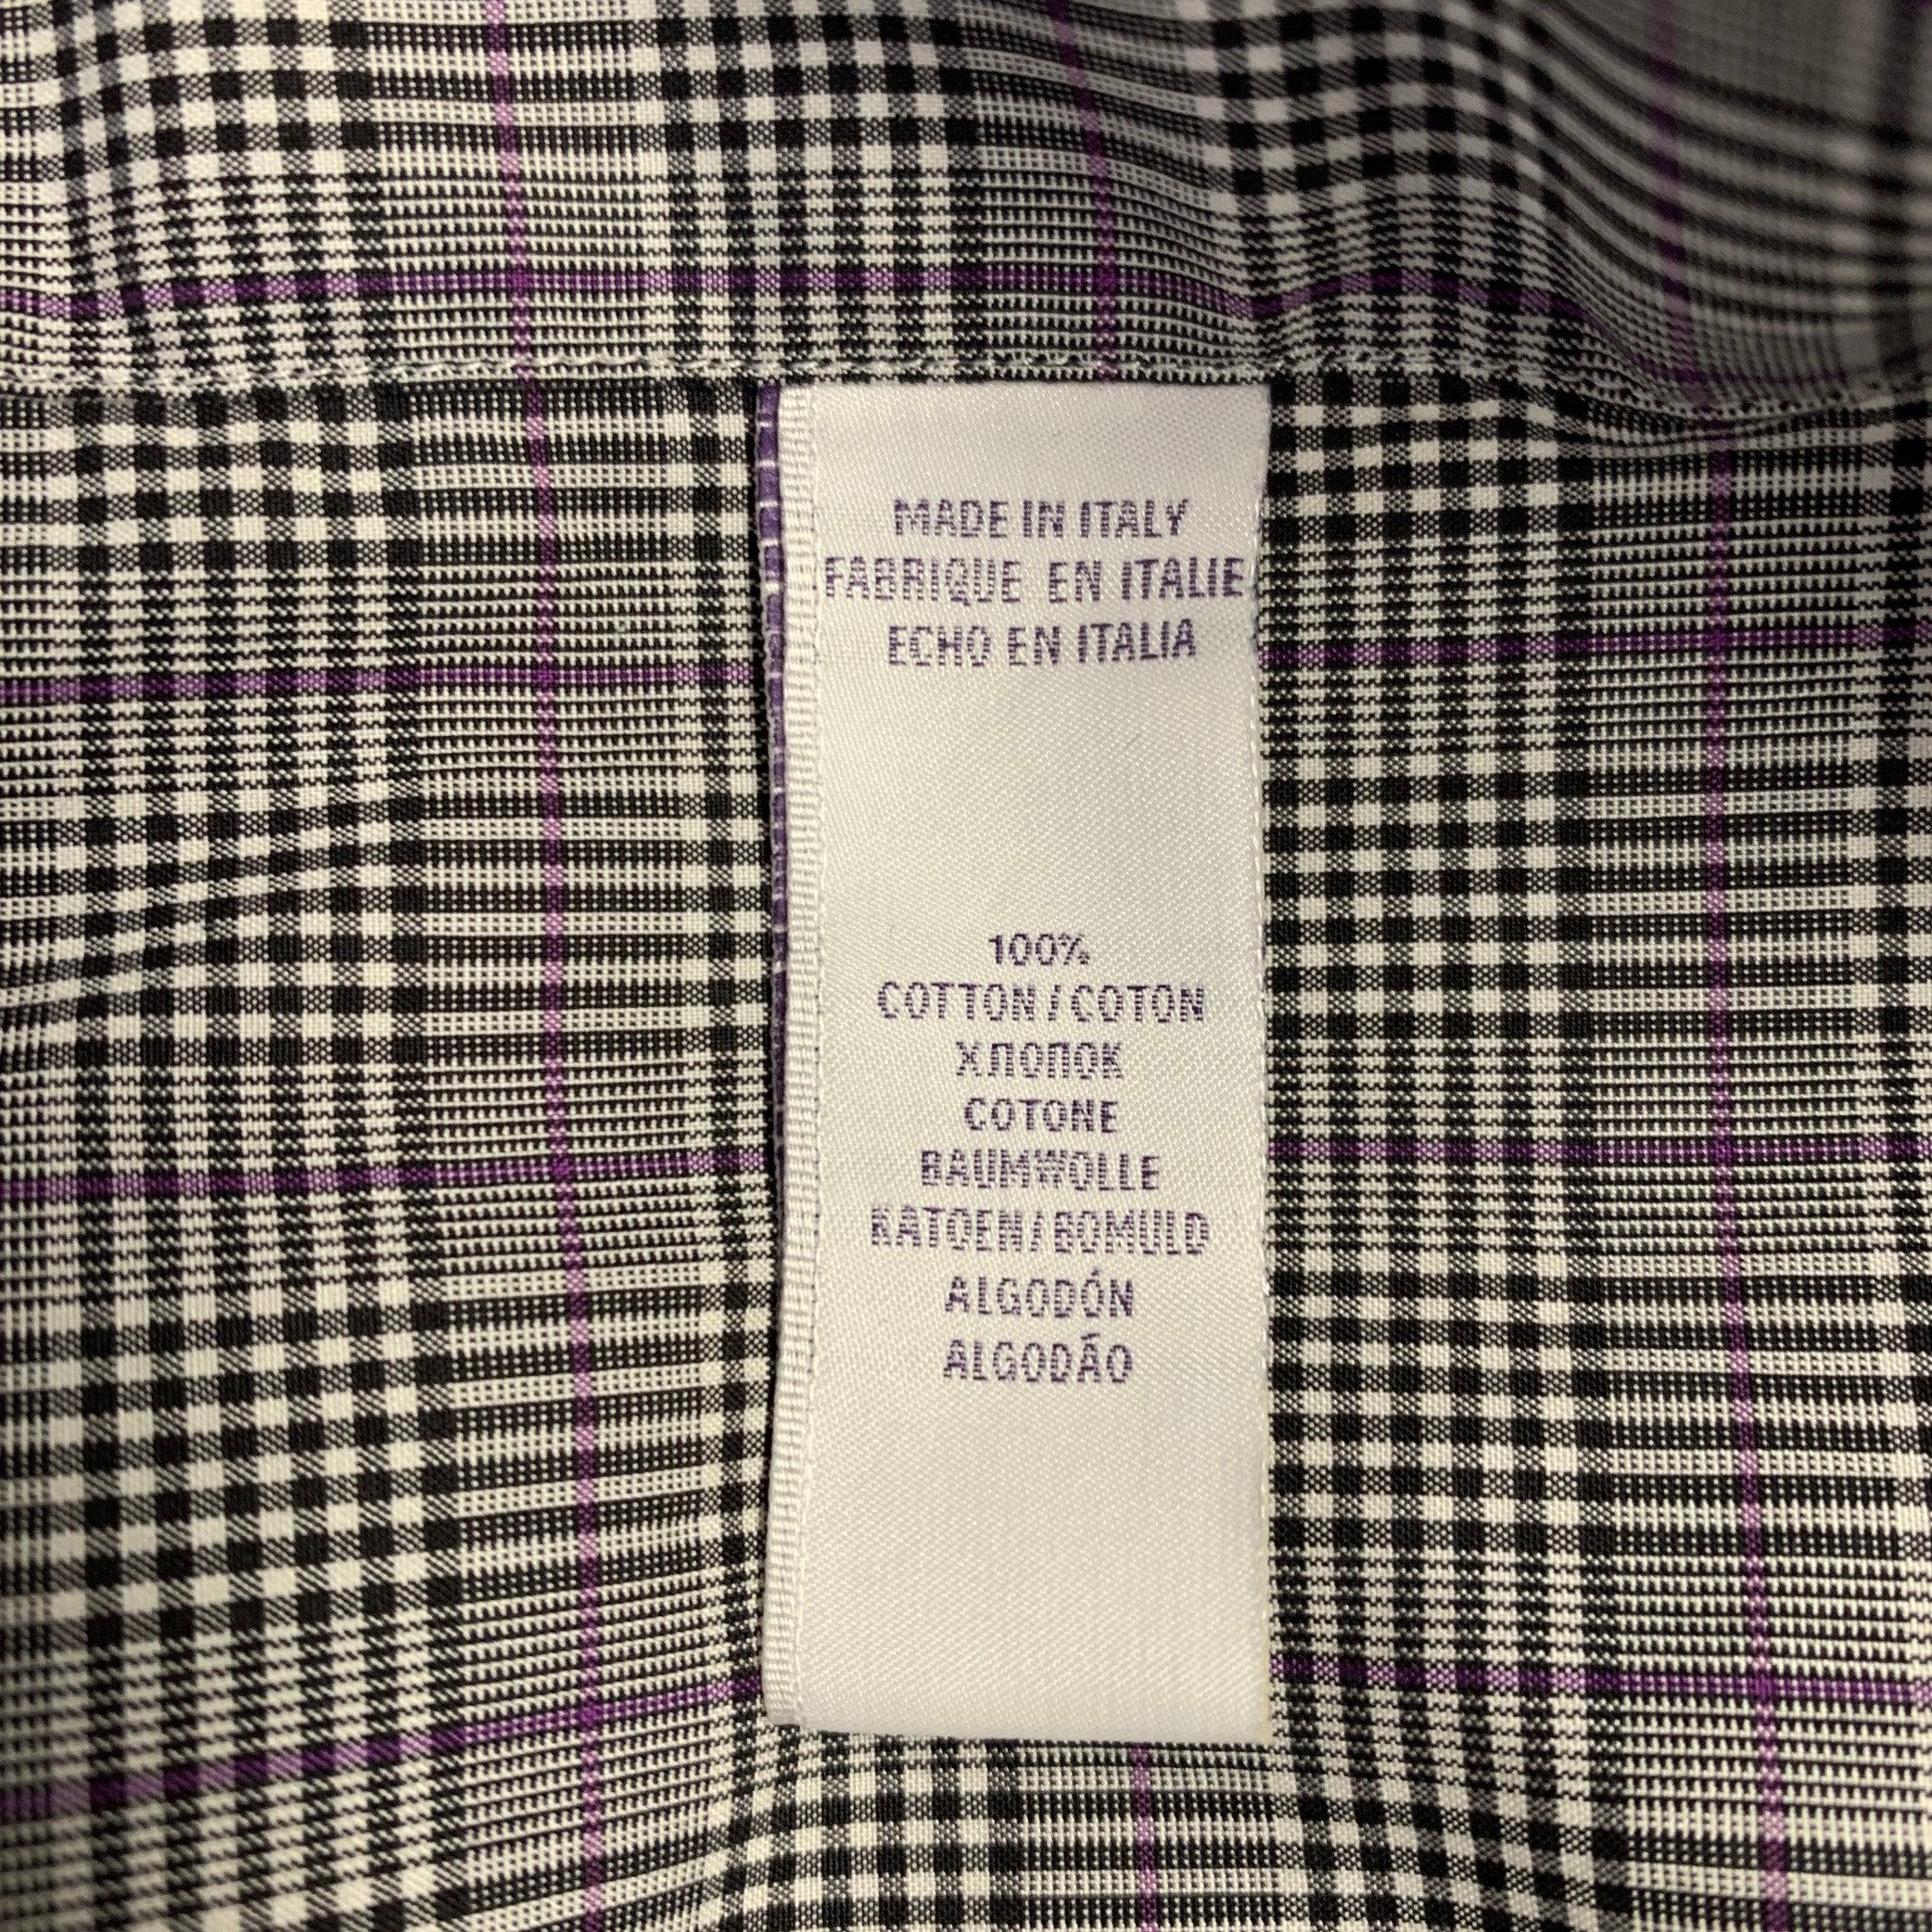 MADE IN ITALY
FABRIQUE EN ITALIE
ECHO EN ITALIA
100%
COTTON / COTON
ХЛОПОК
COTONE
BAUMWOLLE
KATOEN / BOMULD
ALGODÓN
ALGODÃO